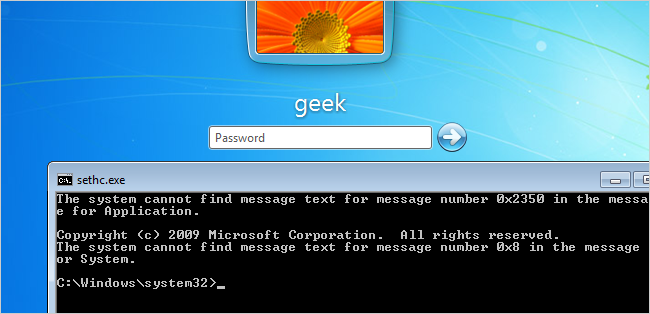 geek
Password
C:\. sethc.exe
The system cannot find message text for message number 0x2350 in the messa
e for Application.
Copyright (c) 2009 Microsoft Corporation.  All rights reserved.
The system cannot find message text for message number 0x8 in the message
or System.
C:\Windows\system32>_